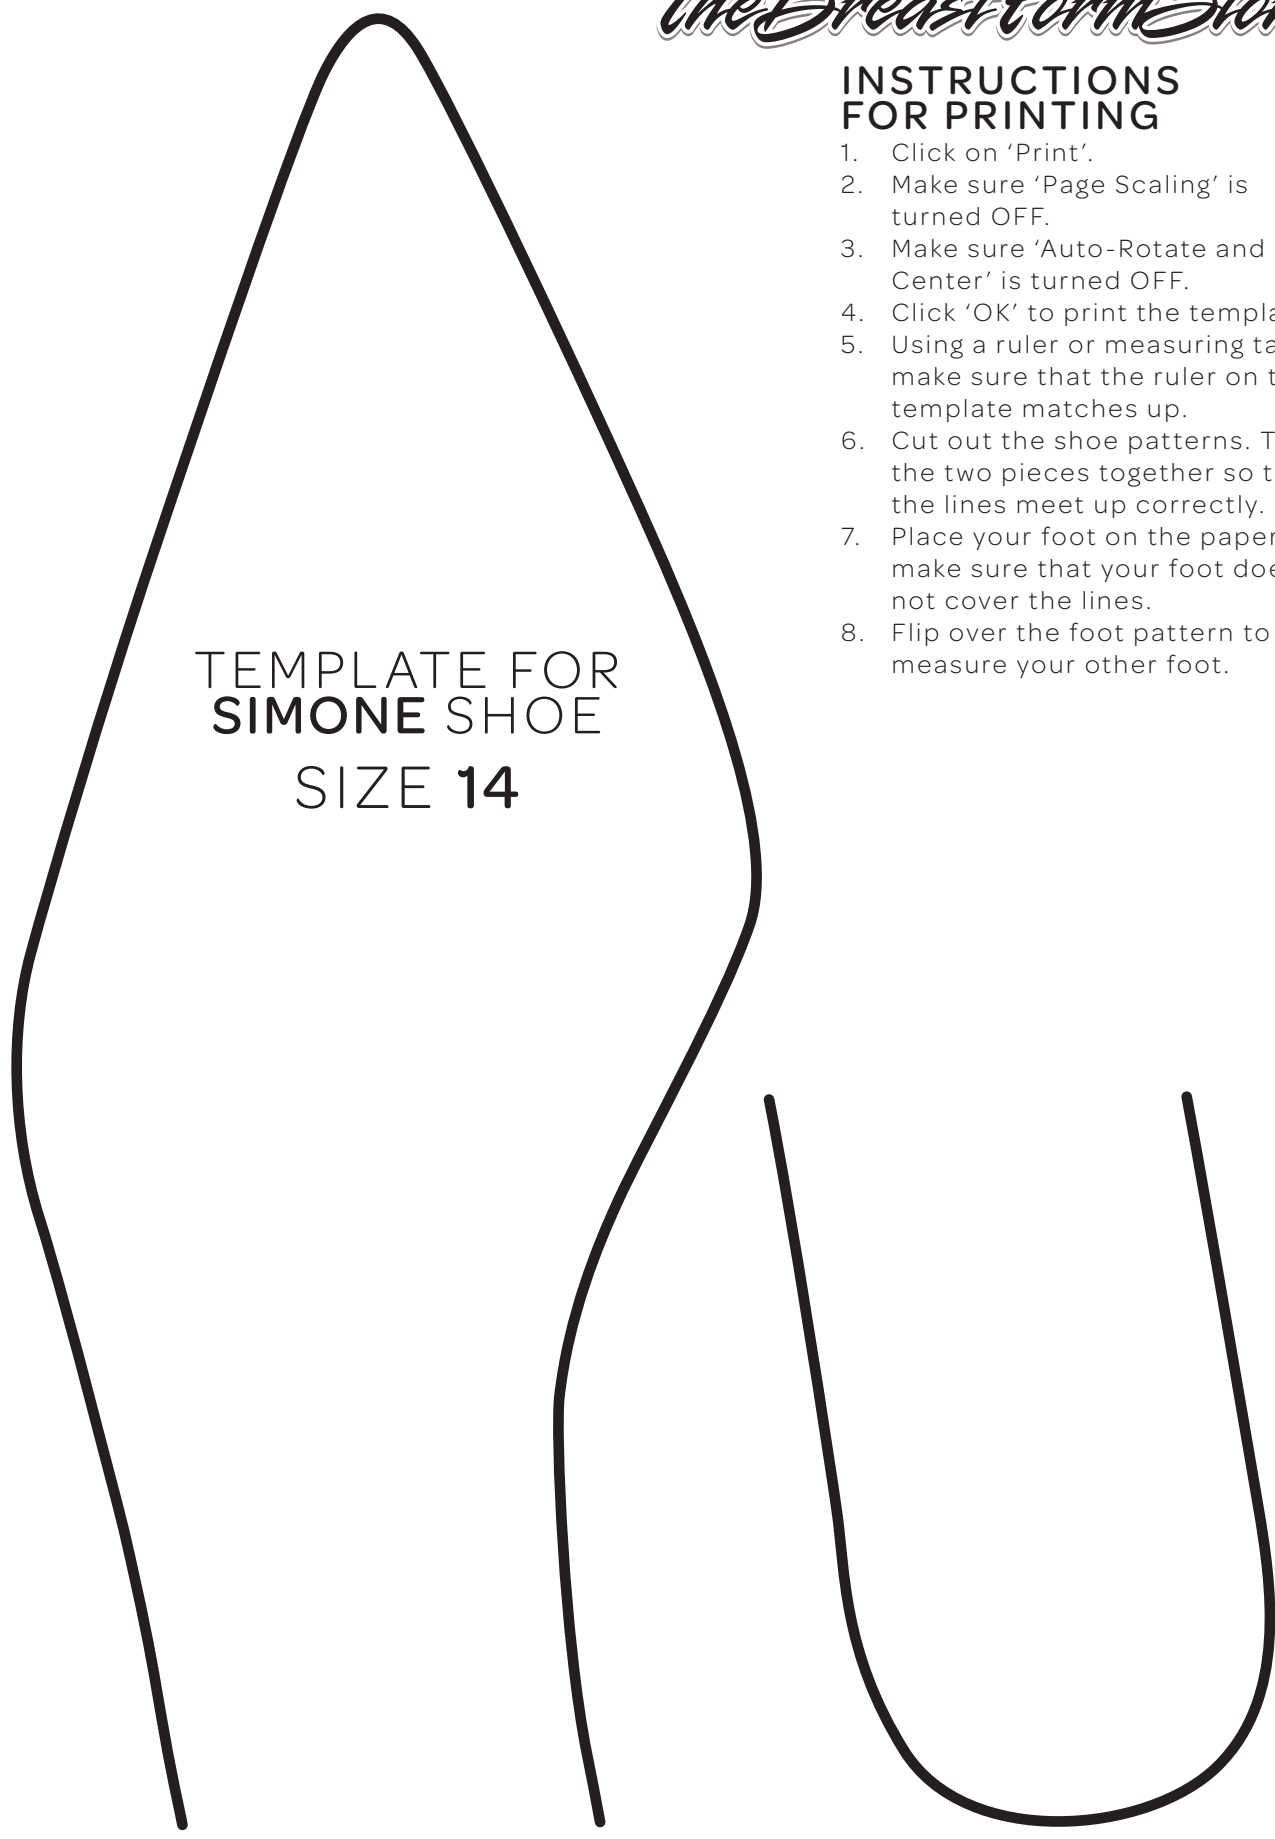 INSTRUCTIONS
FOR PRINTING
1. Click on ‘Print’.
2. Make sure ‘Page Scaling’ is
turned OFF.
3. Make sure ‘Auto-Rotate and
Center’ is turned OFF.
4. Click ‘OK’ to print the
5. Using a ruler or measuring
make sure that the ruler on
template matches up.
6. Cut out the shoe patterns.
the two pieces together so
the lines meet up correctly.
7. Place your foot on the paper
make sure that your foot
not cover the lines.
8. Flip over the foot pattern to
measure your other foot.
TEMPLATE FOR
SIMONE SHOE
SIZE 14